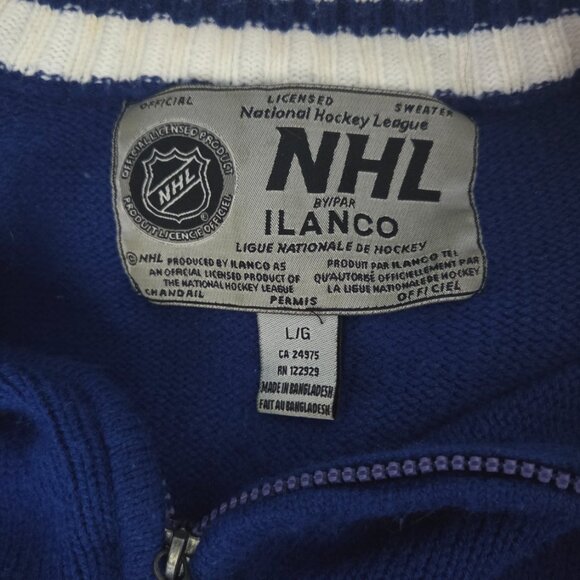 OFFICIAL LICENSED SWEATER
National Hockey League
OFFICIAL LICENSED PRODUCT
NHL
PRODUIT LICENCIÉ OFFICIEL
NHL
BY/PAR
ILANCO
LIGUE NATIONALE DE HOCKEY
© NHL PRODUCED BY ILANCO AS
AN OFFICIAL LICENSED PRODUCT OF
THE NATIONAL HOCKEY LEAGUE
PRODUIT PAR ILANCO TEL
QU'AUTORISE OFFICIELLEMENT PAR
LA LIGUE NATIONALE DE HOCKEY
CHANDAIL PERMIS OFFICIEL
L/G
CA 24975
RN 122929
MADE IN BANGLADESH
FAIT AU BANGLADESH